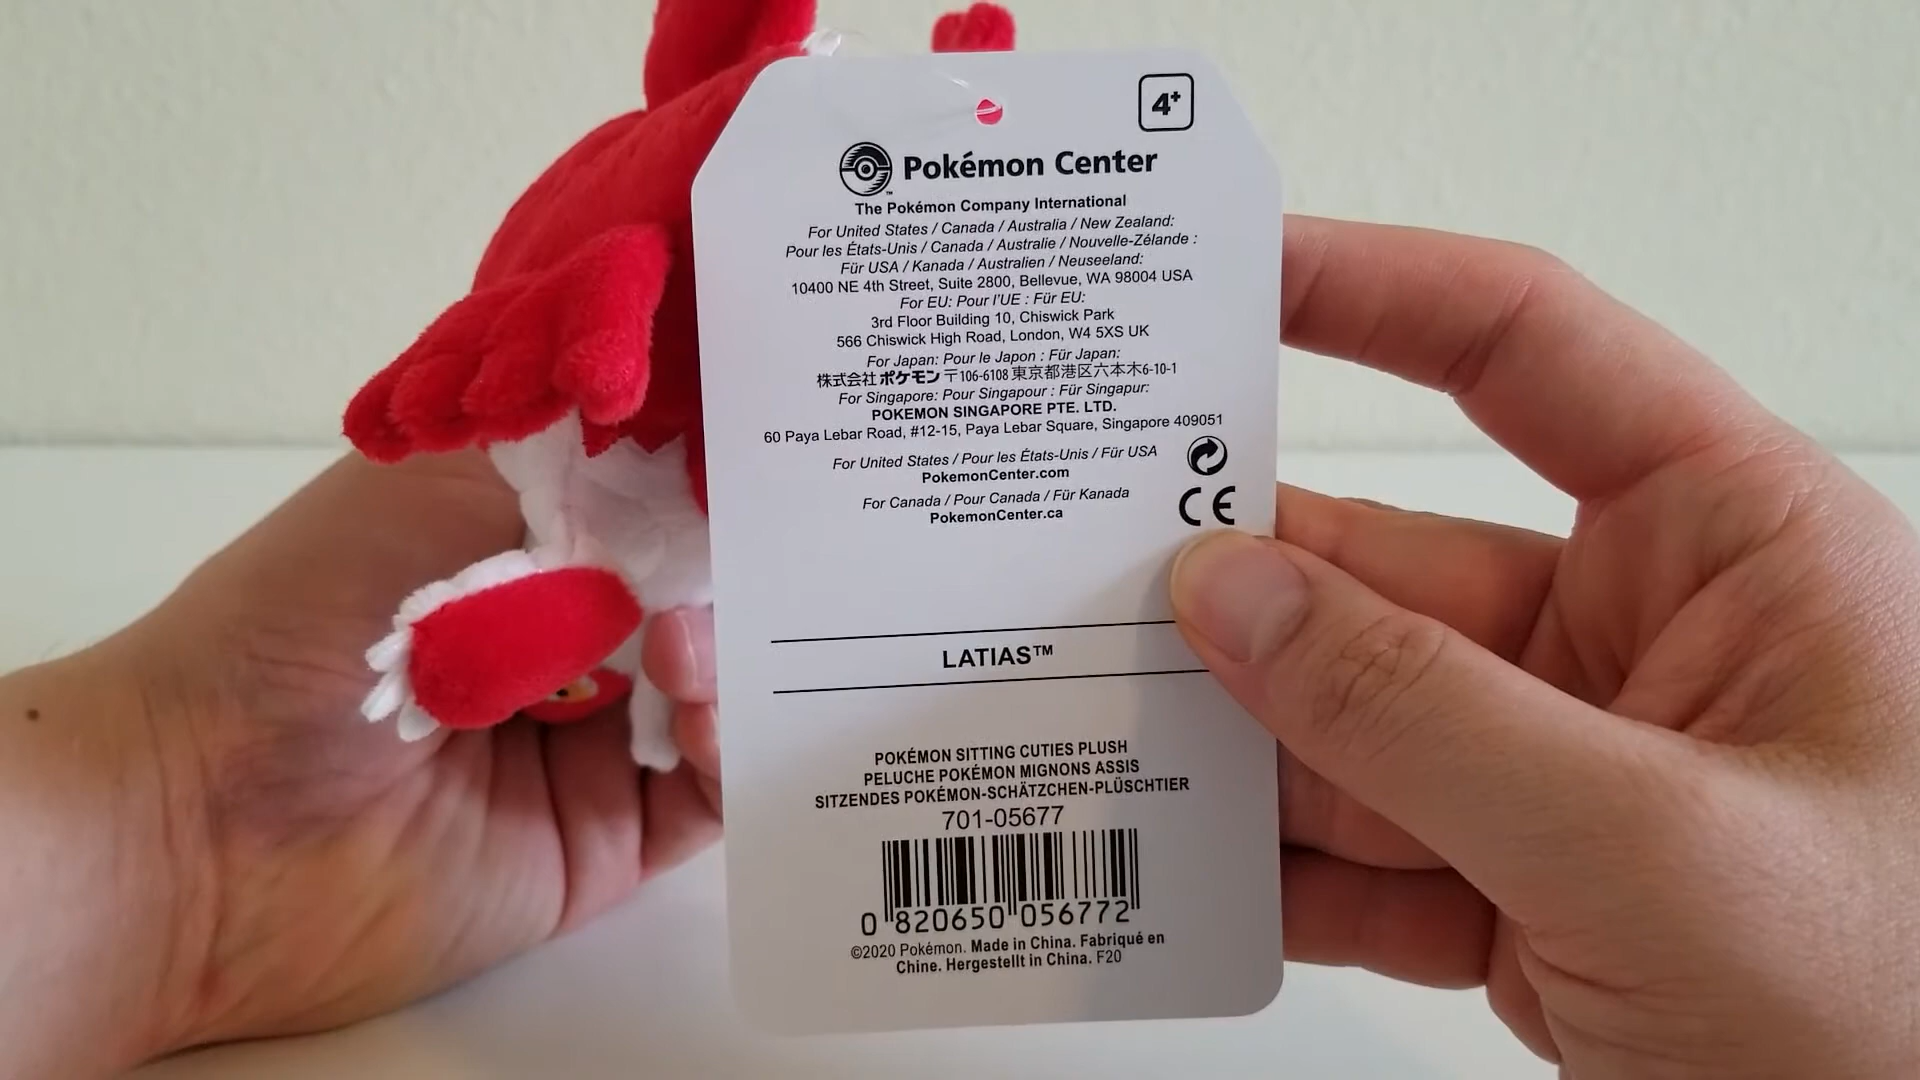 4+
Pokémon Center
™
The Pokémon Company International
For United States / Canada / Australia / New Zealand:
Pour les États-Unis / Canada / Australie / Nouvelle-Zélande :
Für USA / Kanada / Australien / Neuseeland:
10400 NE 4th Street, Suite 2800, Bellevue, WA 98004 USA
For EU: Pour l'UE : Für EU:
3rd Floor Building 10, Chiswick Park
566 Chiswick High Road, London, W4 5XS UK
For Japan: Pour le Japon : Für Japan:
株式会社ポケモン 〒106-6108 東京都港区六本木6-10-1
For Singapore: Pour Singapour : Für Singapur:
POKEMON SINGAPORE PTE. LTD.
60 Paya Lebar Road, #12-15, Paya Lebar Square, Singapore 409051
For United States / Pour les États-Unis / Für USA
PokemonCenter.com
For Canada / Pour Canada / Für Kanada
PokemonCenter.ca
CE
LATIAS™
POKÉMON SITTING CUTIES PLUSH
PELUCHE POKÉMON MIGNONS ASSIS
SITZENDES POKÉMON-SCHÄTZCHEN-PLÜSCHTIER
701-05677
0 820650 056772
©2020 Pokémon. Made in China. Fabriqué en
Chine. Hergestellt in China. F20